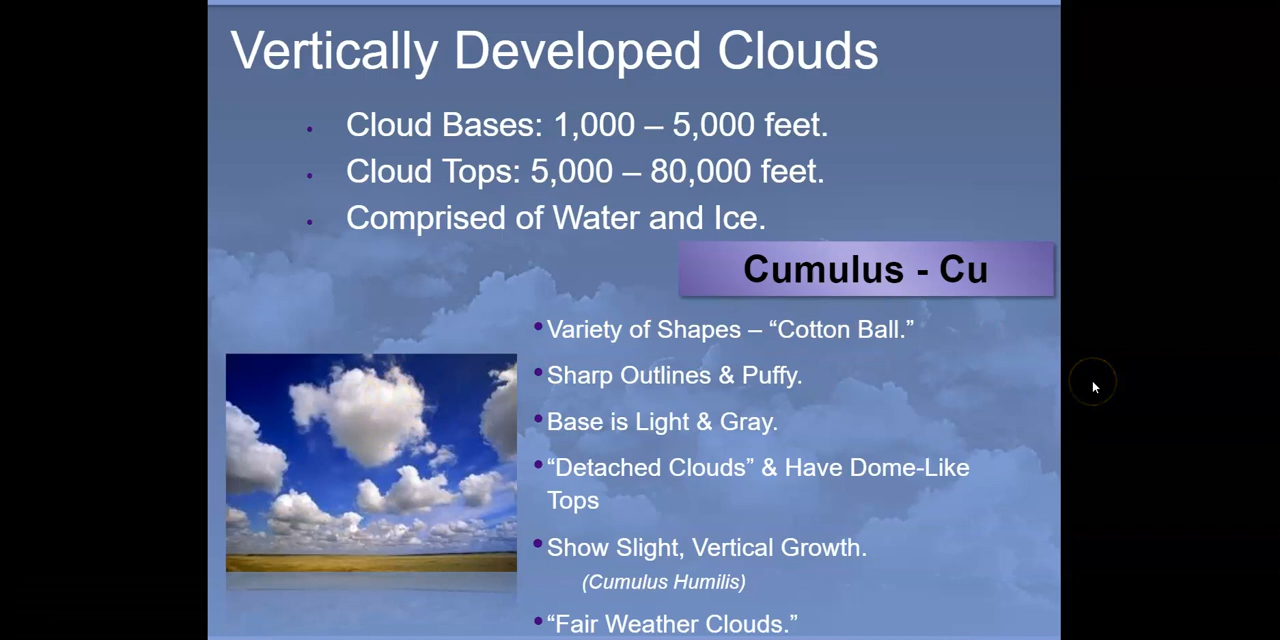 Vertically Developed Clouds
• Cloud Bases: 1,000 – 5,000 feet.
• Cloud Tops: 5,000 – 80,000 feet.
• Comprised of Water and Ice.
Cumulus - Cu
• Variety of Shapes – “Cotton Ball.”
• Sharp Outlines & Puffy.
• Base is Light & Gray.
• “Detached Clouds” & Have Dome-Like
Tops
• Show Slight, Vertical Growth.
(Cumulus Humilis)
• “Fair Weather Clouds.”